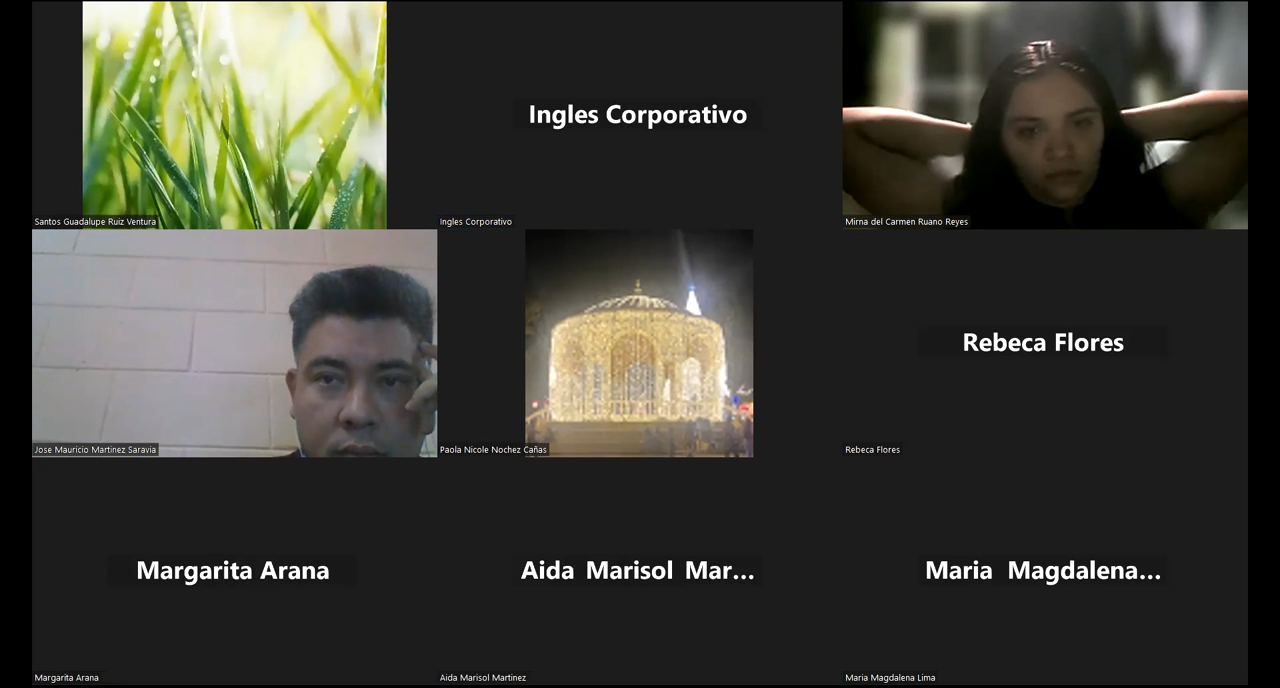 Santos Guadalupe Ruiz Ventura
Ingles Corporativo
Ingles Corporativo
Mirna del Carmen Ruano Reyes
Jose Mauricio Martinez Saravia
Paola Nicole Nochez Cañas
Rebeca Flores
Rebeca Flores
Margarita Arana
Margarita Arana
Aida Marisol Mar...
Aida Marisol Martinez
Maria Magdalena...
Maria Magdalena Lima